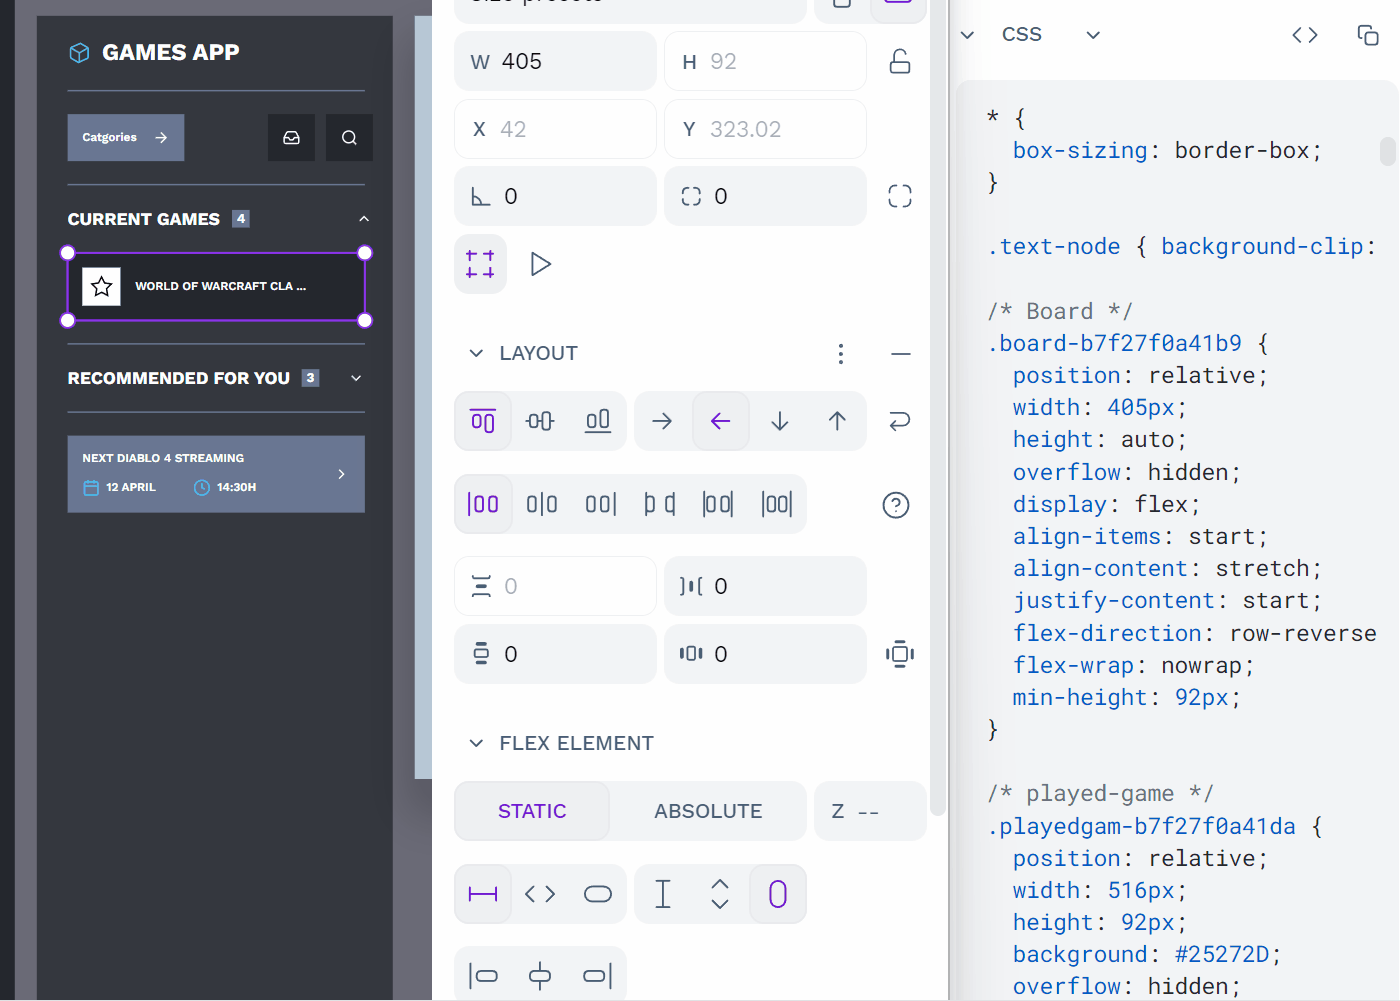 GAMES APP
Catgories
CURRENT GAMES 4
WORLD OF WARCRAFT CLA ...
RECOMMENDED FOR YOU 3
NEXT DIABLO 4 STREAMING
12 APRIL 14:30H
W 405 H 92
X 42 Y 323.02
0 0
LAYOUT
0 0
0 0
FLEX ELEMENT
STATIC ABSOLUTE Z --
CSS
* {
box-sizing: border-box;
}
.text-node { background-clip:
/* Board */
.board-b7f27f0a41b9 {
position: relative;
width: 405px;
height: auto;
overflow: hidden;
display: flex;
align-items: start;
align-content: stretch;
justify-content: start;
flex-direction: row-reverse
flex-wrap: nowrap;
min-height: 92px;
}
/* played-game */
.playedgam-b7f27f0a41da {
position: relative;
width: 516px;
height: 92px;
background: #25272D;
overflow: hidden;